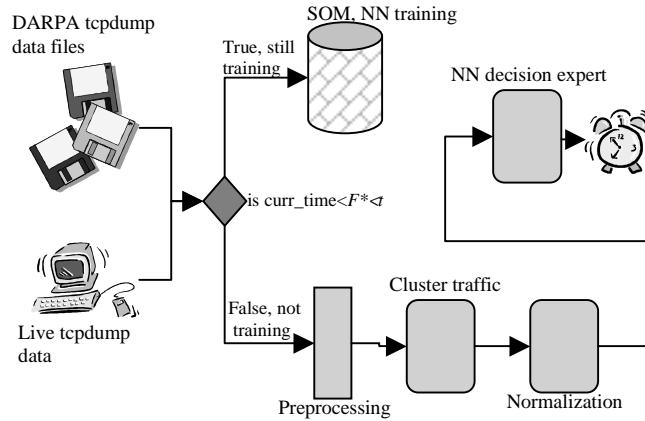 DARPA tcpdump
data files
SOM, NN training
True, still
training
NN decision expert
is curr_time<F*
Live tcpdump
data
False, not
training
Cluster traffic
Preprocessing
Normalization